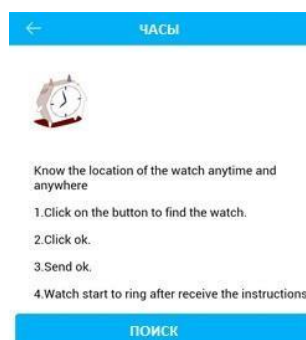 ЧАСЫ
Know the location of the watch anytime and
anywhere
1.Click on the button to find the watch.
2.Click ok.
3.Send ok.
4.Watch start to ring after receive the instructions
ПОИСК